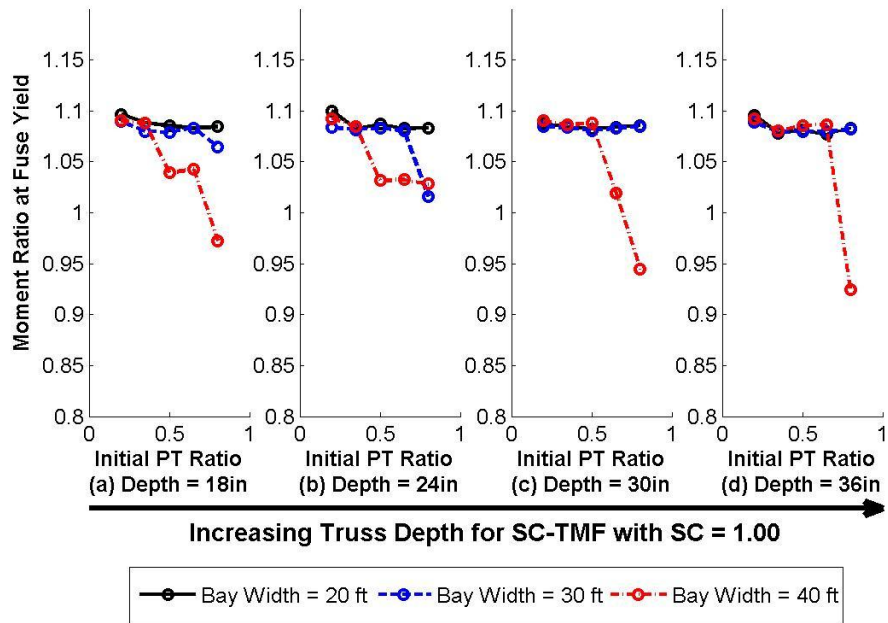 Moment Ratio at Fuse Yield
1.15
1.1
1.05
1
0.95
0.9
0.85
0.8
0 0.5 1
Initial PT Ratio
(a) Depth = 18in
1.15
1.1
1.05
1
0.95
0.9
0.85
0.8
0 0.5 1
Initial PT Ratio
(b) Depth = 24in
1.15
1.1
1.05
1
0.95
0.9
0.85
0.8
0 0.5 1
Initial PT Ratio
(c) Depth = 30in
1.15
1.1
1.05
1
0.95
0.9
0.85
0.8
0 0.5 1
Initial PT Ratio
(d) Depth = 36in
Increasing Truss Depth for SC-TMF with SC = 1.00
Bay Width = 20 ft Bay Width = 30 ft Bay Width = 40 ft